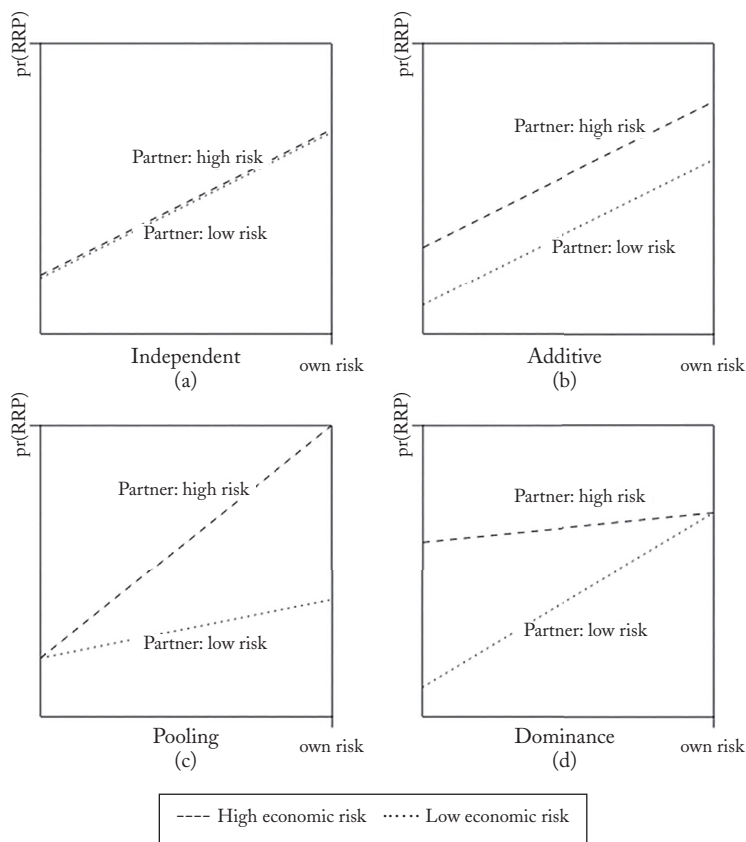 pr(RRP)
Partner: high risk
Partner: low risk
Independent
own risk
(a)
pr(RRP)
Partner: high risk
Partner: low risk
Additive
own risk
(b)
pr(RRP)
Partner: high risk
Partner: low risk
Pooling
own risk
(c)
pr(RRP)
Partner: high risk
Partner: low risk
Dominance
own risk
(d)
High economic risk Low economic risk